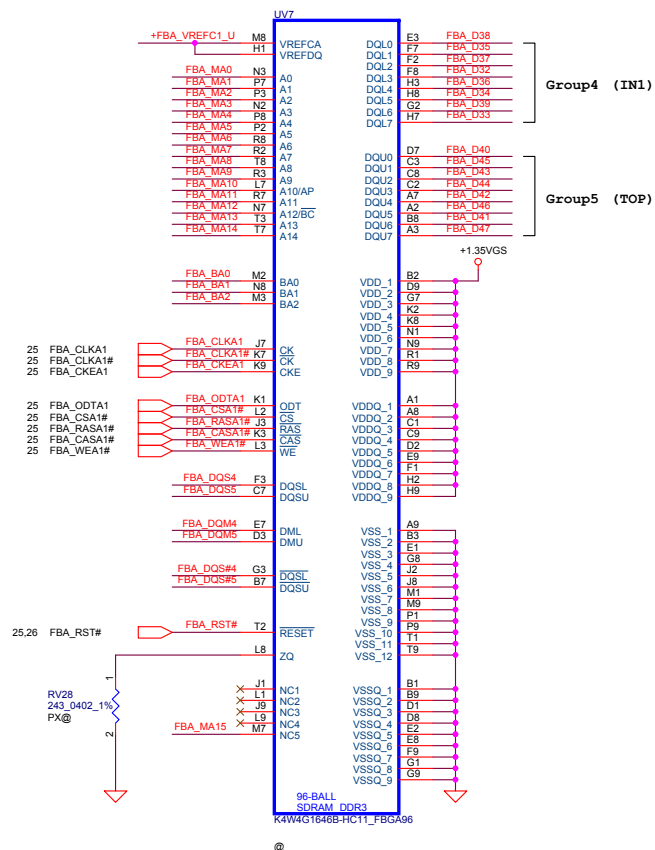 UV7
+FBA_VREFC1_U M8 VREFCA
H1 VREFDQ
FBA_MA0 N3 A0
FBA_MA1 P7 A1
FBA_MA2 P3 A2
FBA_MA3 N2 A3
FBA_MA4 P8 A4
FBA_MA5 P2 A5
FBA_MA6 R8 A6
FBA_MA7 R2 A7
FBA_MA8 T8 A8
FBA_MA9 R3 A9
FBA_MA10 L7 A10/AP
FBA_MA11 R7 A11
FBA_MA12 N7 A12/BC
FBA_MA13 T3 A13
FBA_MA14 T7 A14
FBA_BA0 M2 BA0
FBA_BA1 N8 BA1
FBA_BA2 M3 BA2
25 FBA_CLKA1 FBA_CLKA1 J7 CK
25 FBA_CLKA1# FBA_CLKA1# K7 CK
25 FBA_CKEA1 FBA_CKEA1 K9 CKE
25 FBA_ODTA1 FBA_ODTA1 K1 ODT
25 FBA_CSA1# FBA_CSA1# L2 CS
25 FBA_RASA1# FBA_RASA1# J3 RAS
25 FBA_CASA1# FBA_CASA1# K3 CAS
25 FBA_WEA1# FBA_WEA1# L3 WE
FBA_DQS4 F3 DQSL
FBA_DQS5 C7 DQSU
FBA_DQM4 E7 DML
FBA_DQM5 D3 DMU
FBA_DQS#4 G3 DQSL
FBA_DQS#5 B7 DQSU
25,26 FBA_RST# FBA_RST# T2 RESET
L8 ZQ
1
RV28
243_0402_1%
PX@
2
J1 NC1
L1 NC2
J9 NC3
L9 NC4
FBA_MA15 M7 NC5
DQL0 E3 FBA_D38
DQL1 F7 FBA_D35
DQL2 F2 FBA_D37
DQL3 F8 FBA_D32
DQL4 H3 FBA_D36
DQL5 H8 FBA_D34
DQL6 G2 FBA_D39
DQL7 H7 FBA_D33
Group4 (IN1)
DQU0 D7 FBA_D40
DQU1 C3 FBA_D45
DQU2 C8 FBA_D43
DQU3 C2 FBA_D44
DQU4 A7 FBA_D42
DQU5 A2 FBA_D46
DQU6 B8 FBA_D41
DQU7 A3 FBA_D47
Group5 (TOP)
+1.35VGS
VDD_1 B2
VDD_2 D9
VDD_3 G7
VDD_4 K2
VDD_5 K8
VDD_6 N1
VDD_7 N9
VDD_8 R1
VDD_9 R9
VDDQ_1 A1
VDDQ_2 A8
VDDQ_3 C1
VDDQ_4 C9
VDDQ_5 D2
VDDQ_6 E9
VDDQ_7 F1
VDDQ_8 H2
VDDQ_9 H9
VSS_1 A9
VSS_2 B3
VSS_3 E1
VSS_4 G8
VSS_5 J2
VSS_6 J8
VSS_7 M1
VSS_8 M9
VSS_9 P1
VSS_10 P9
VSS_11 T1
VSS_12 T9
VSSQ_1 B1
VSSQ_2 B9
VSSQ_3 D1
VSSQ_4 D8
VSSQ_5 E2
VSSQ_6 E8
VSSQ_7 F9
VSSQ_8 G1
VSSQ_9 G9
96-BALL
SDRAM DDR3
K4W4G1646B-HC11_FBGA96
@